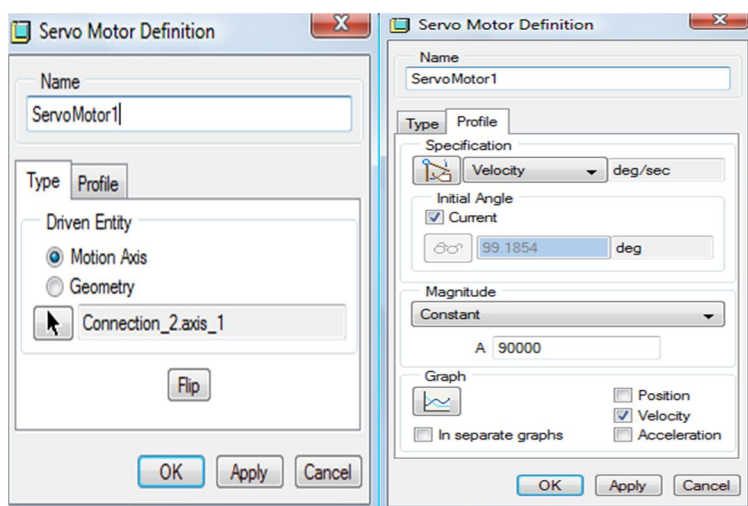 Servo Motor Definition
Name
ServoMotor1
Type Profile
Driven Entity
Motion Axis
Geometry
Connection_2.axis_1
Flip
OK Apply Cancel
Servo Motor Definition
Name
ServoMotor1
Type Profile
Specification
Velocity deg/sec
Initial Angle
Current
99.1854 deg
Magnitude
Constant
A 90000
Graph
Position
Velocity
In separate graphs Acceleration
OK Apply Cancel